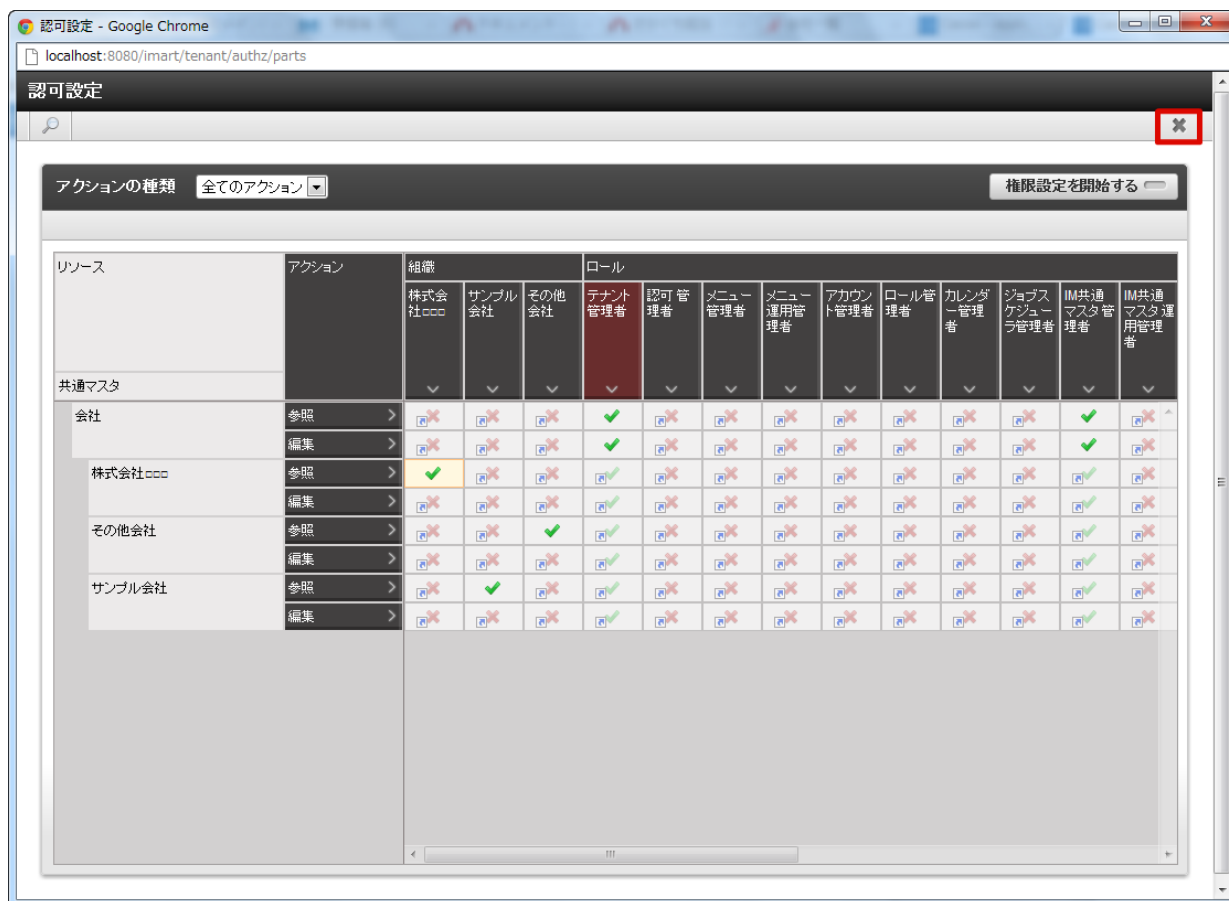 認可設定 - Google Chrome
localhost:8080/imart/tenant/authz/parts
認可設定
アクションの種類 全てのアクション 権限設定を開始する
リソース アクション 組織 ロール
株式会社□□□ サンプル会社 その他会社 テナント管理者 認可 管理者 メニュー管理者 メニュー運用管理者 アカウント管理者 ロール管理者 カレンダー管理者 ジョブスケジューラ管理者 IM共通マスタ管理者 IM共通マスタ運用管理者
共通マスタ
会社 参照
編集
株式会社□□□ 参照
編集
その他会社 参照
編集
サンプル会社 参照
編集